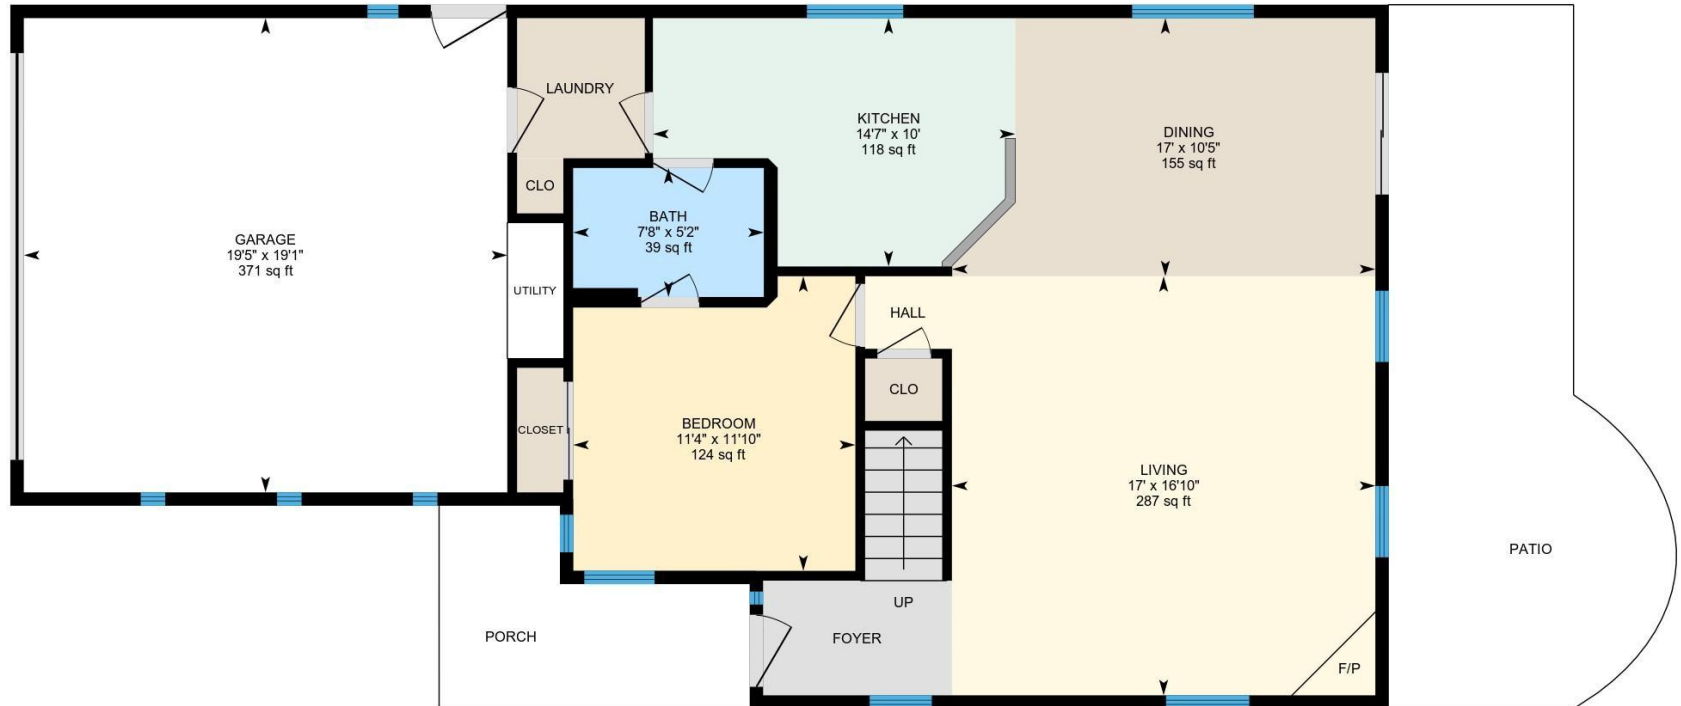 LAUNDRY
KITCHEN
14'7" x 10'
118 sq ft
DINING
17' x 10'5"
155 sq ft
CLO
BATH
7'8" x 5'2"
39 sq ft
GARAGE
19'5" x 19'1"
371 sq ft
UTILITY
HALL
CLO
CLOSET
BEDROOM
11'4" x 11'10"
124 sq ft
LIVING
17' x 16'10"
287 sq ft
PATIO
UP
PORCH
FOYER
F/P